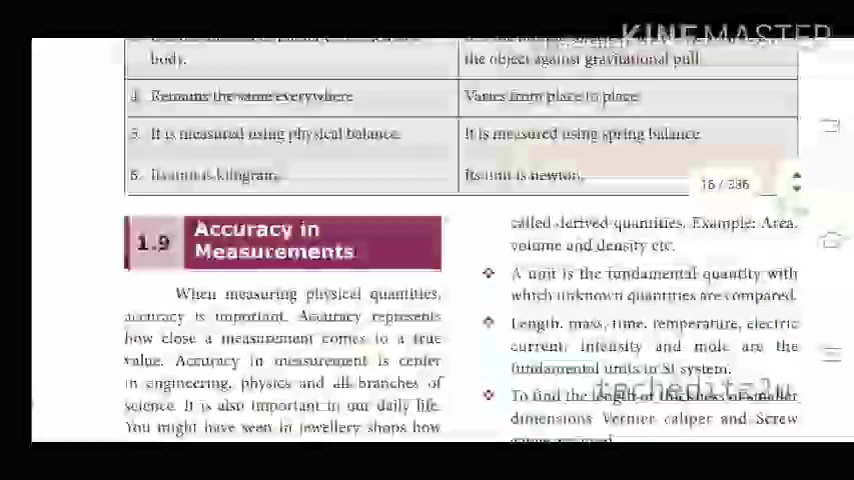 KINEMASTER
body.
the object against gravitational pull.
4. Remains the same everywhere
Varies from place to place
5. It is measured using physical balance.
It is measured using spring balance.
6. Its unit is kilogram.
Its unit is newton.
16 / 336
1.9 Accuracy in
Measurements
When measuring physical quantities,
accuracy is important. Accuracy represents
how close a measurement comes to a true
value. Accuracy in measurement is center
in engineering, physics and all branches of
science. It is also important in our daily life.
You might have seen in jewellery shops how
called derived quantities. Example: Area,
volume and density etc.
❖ A unit is the fundamental quantity with
which unknown quantities are compared.
❖ Length, mass, time, temperature, electric
current, intensity and mole are the
fundamental units in SI system.
❖ To find the length or thickness of smaller
dimensions Vernier caliper and Screw